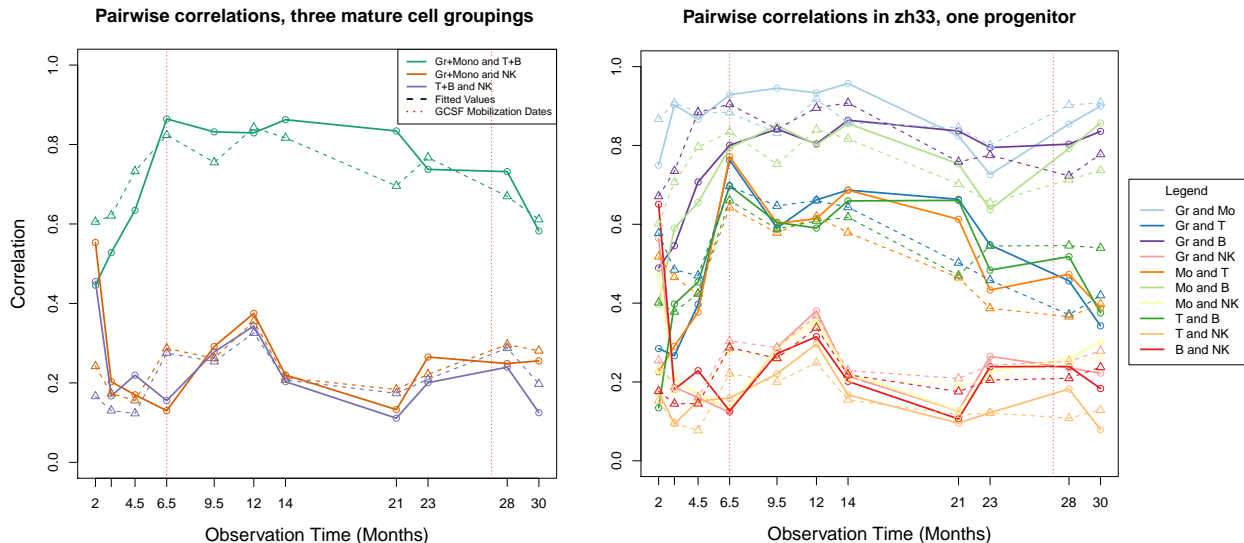 Pairwise correlations, three mature cell groupings
Correlation
1.0
0.8
0.6
0.4
0.2
0.0
Gr+Mono and T+B
Gr+Mono and NK
T+B and NK
Fitted Values
GCSF Mobilization Dates
2 4.5 6.5 9.5 12 14 21 23 28 30
Observation Time (Months)
Pairwise correlations in zh33, one progenitor
1.0
0.8
0.6
0.4
0.2
0.0
2 4.5 6.5 9.5 12 14 21 23 28 30
Observation Time (Months)
Legend
Gr and Mo
Gr and T
Gr and B
Gr and NK
Mo and T
Mo and B
Mo and NK
T and B
T and NK
B and NK